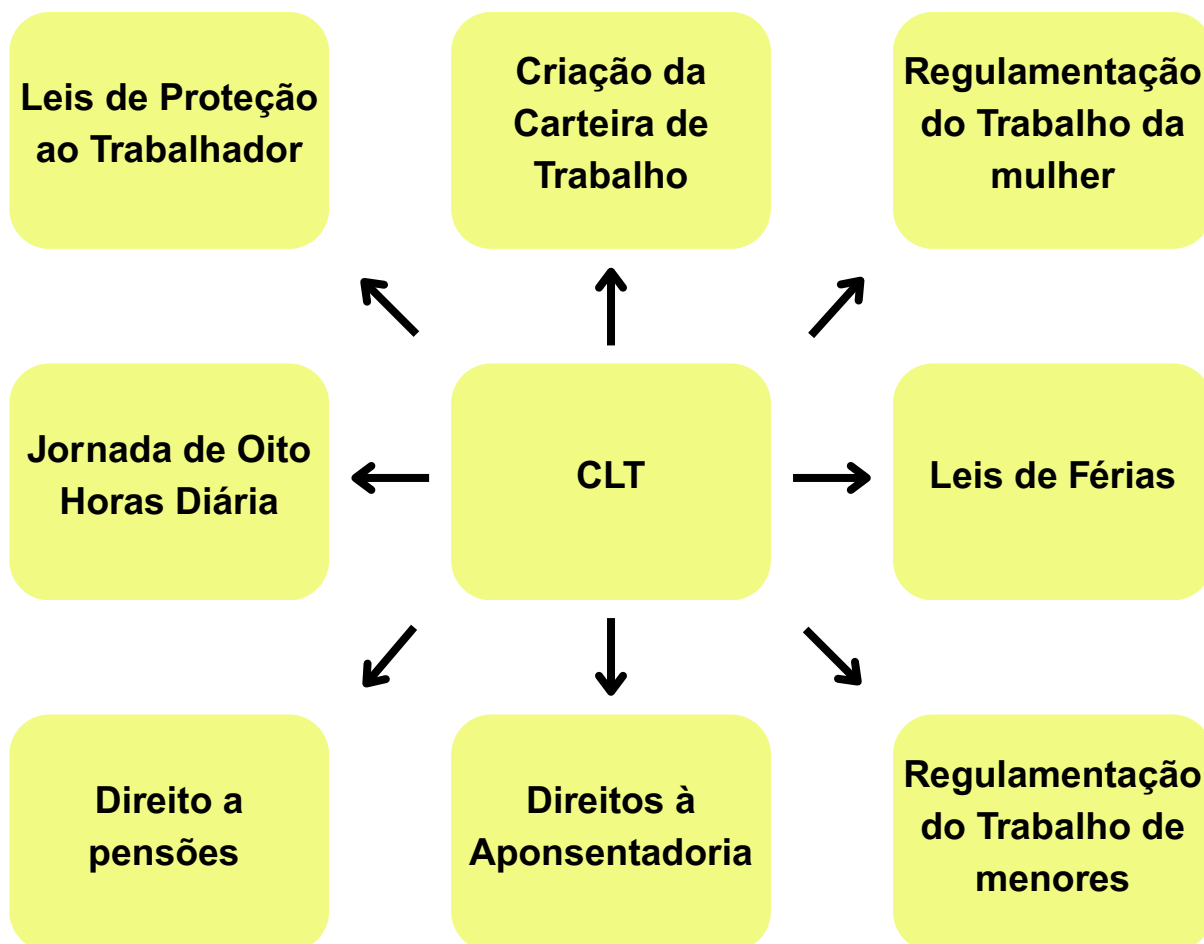 Leis de Proteção
ao Trabalhador
Criação da
Carteira de
Trabalho
Regulamentação
do Trabalho da
mulher
Jornada de Oito
Horas Diária
CLT
Leis de Férias
Direito a
pensões
Direitos à
Aponsentadoria
Regulamentação
do Trabalho de
menores